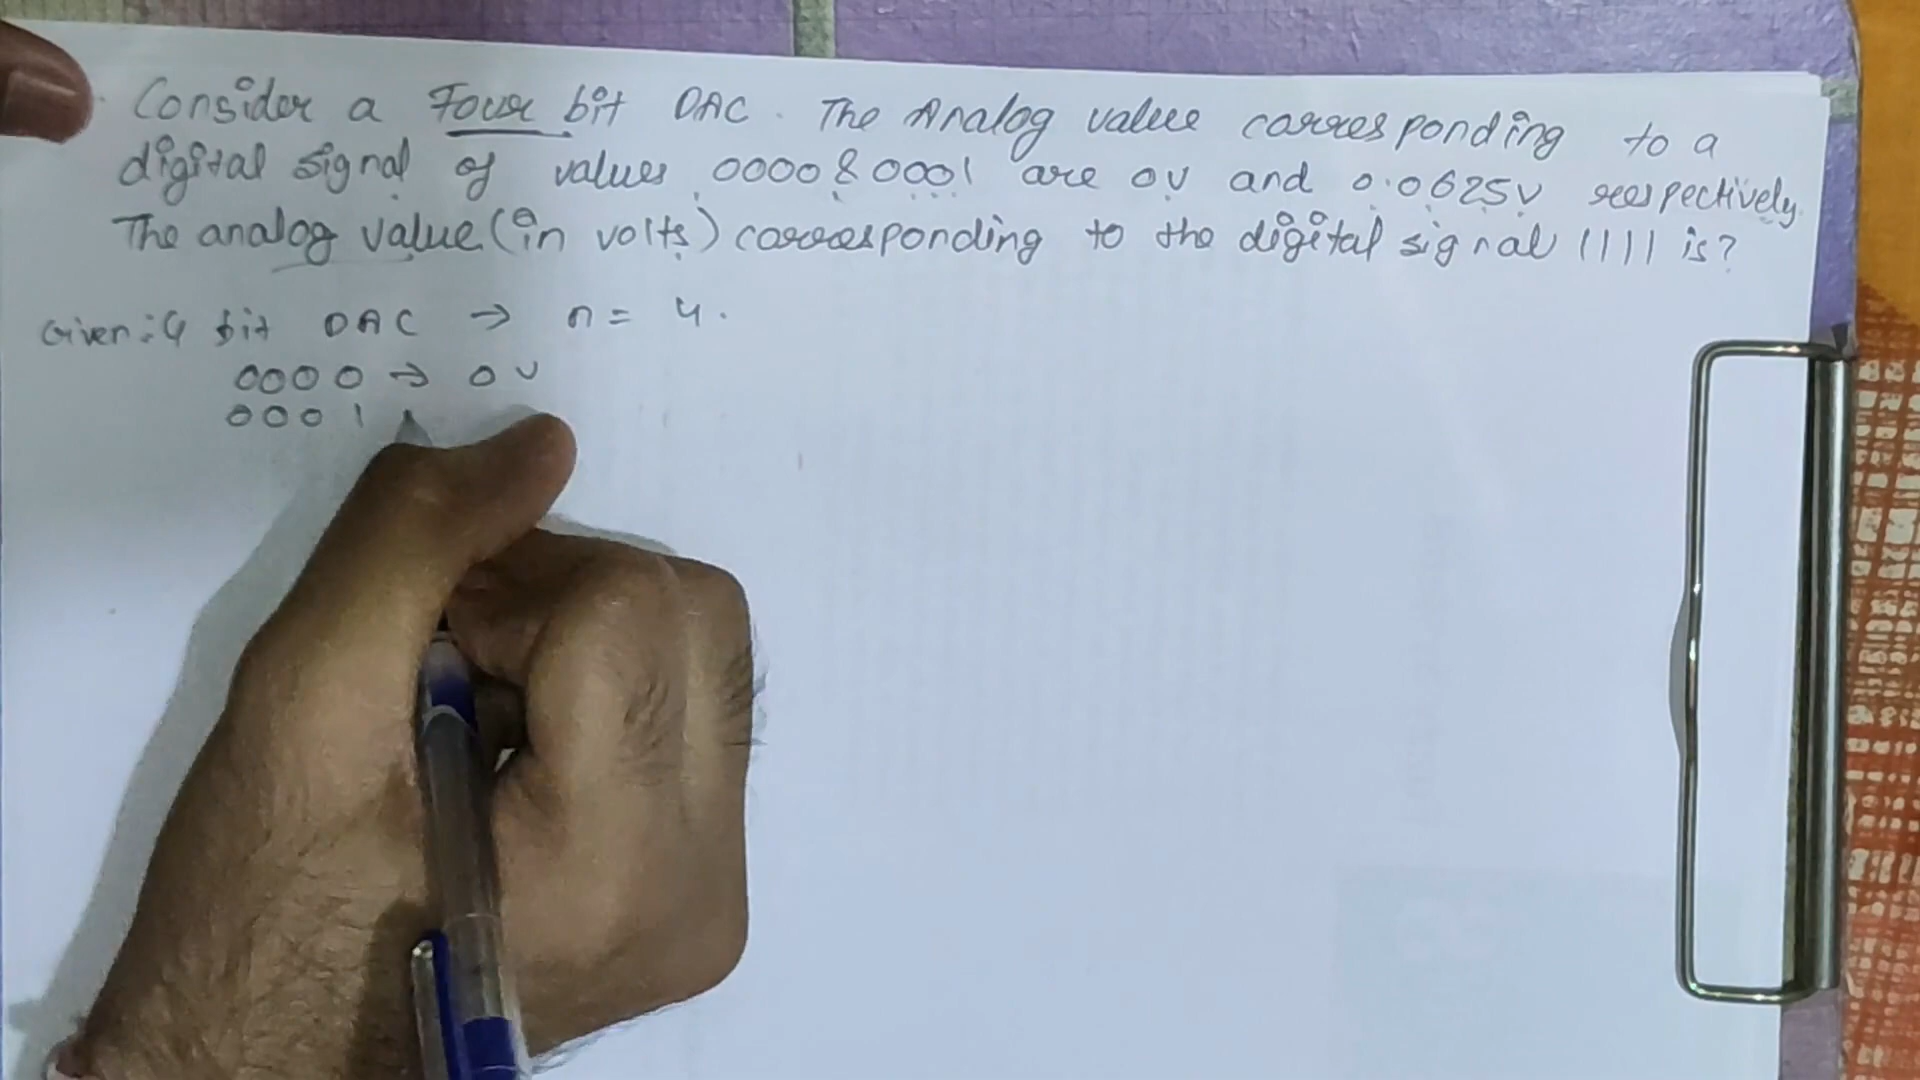 Consider a Four bit DAC. The Analog value corresponding to a
digital signal of values 0000 & 0001 are 0V and 0.0625V respectively.
The analog value (in volts) corresponding to the digital signal 1111 is?
Given: 4 bit DAC → n = 4.
0000 → 0V
0001